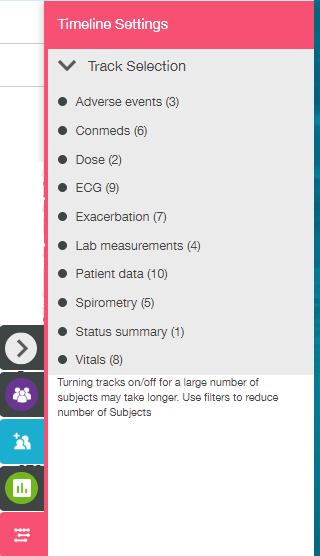 Timeline Settings
Track Selection
Adverse events (3)
Conmeds (6)
Dose (2)
ECG (9)
Exacerbation (7)
Lab measurements (4)
Patient data (10)
Spirometry (5)
Status summary (1)
Vitals (8)
Turning tracks on/off for a large number of
subjects may take longer. Use filters to reduce
number of Subjects